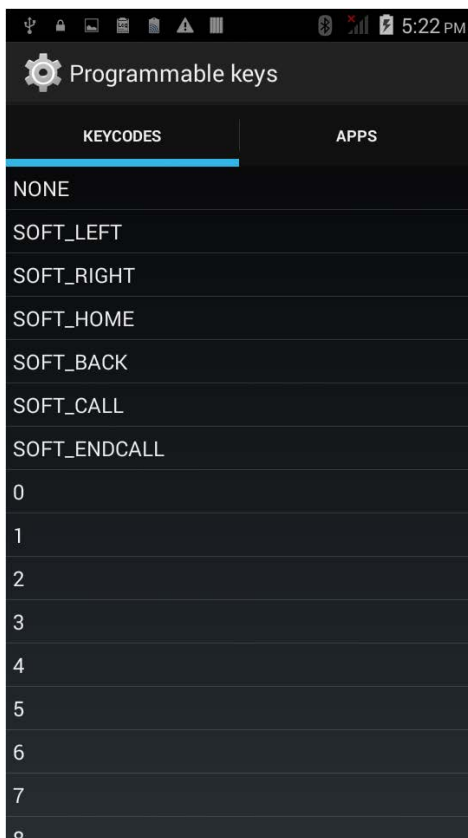 5:22 PM
Programmable keys
KEYCODES
APPS
NONE
SOFT_LEFT
SOFT_RIGHT
SOFT_HOME
SOFT_BACK
SOFT_CALL
SOFT_ENDCALL
0
1
2
3
4
5
6
7